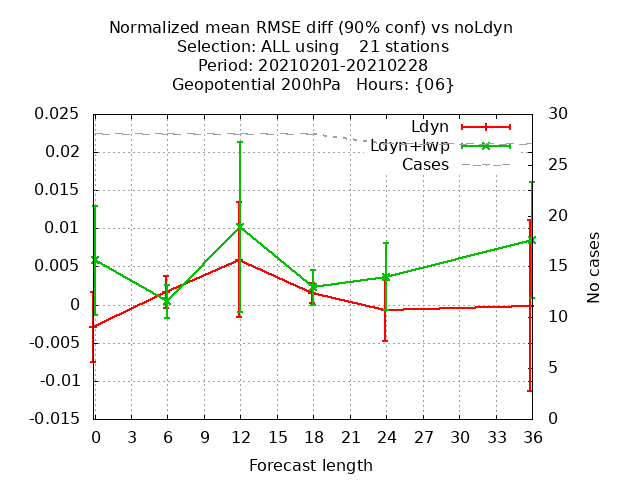 Normalized mean RMSE diff (90% conf) vs noLdyn
Selection: ALL using    21 stations
Period: 20210201-20210228
Geopotential 200hPa   Hours: {06}
0.025
0.02
0.015
0.01
0.005
0
-0.005
-0.01
-0.015
30
25
20
15
10
5
0
Ldyn
Ldyn+lwp
Cases
No cases
0 3 6 9 12 15 18 21 24 27 30 33 36
Forecast length